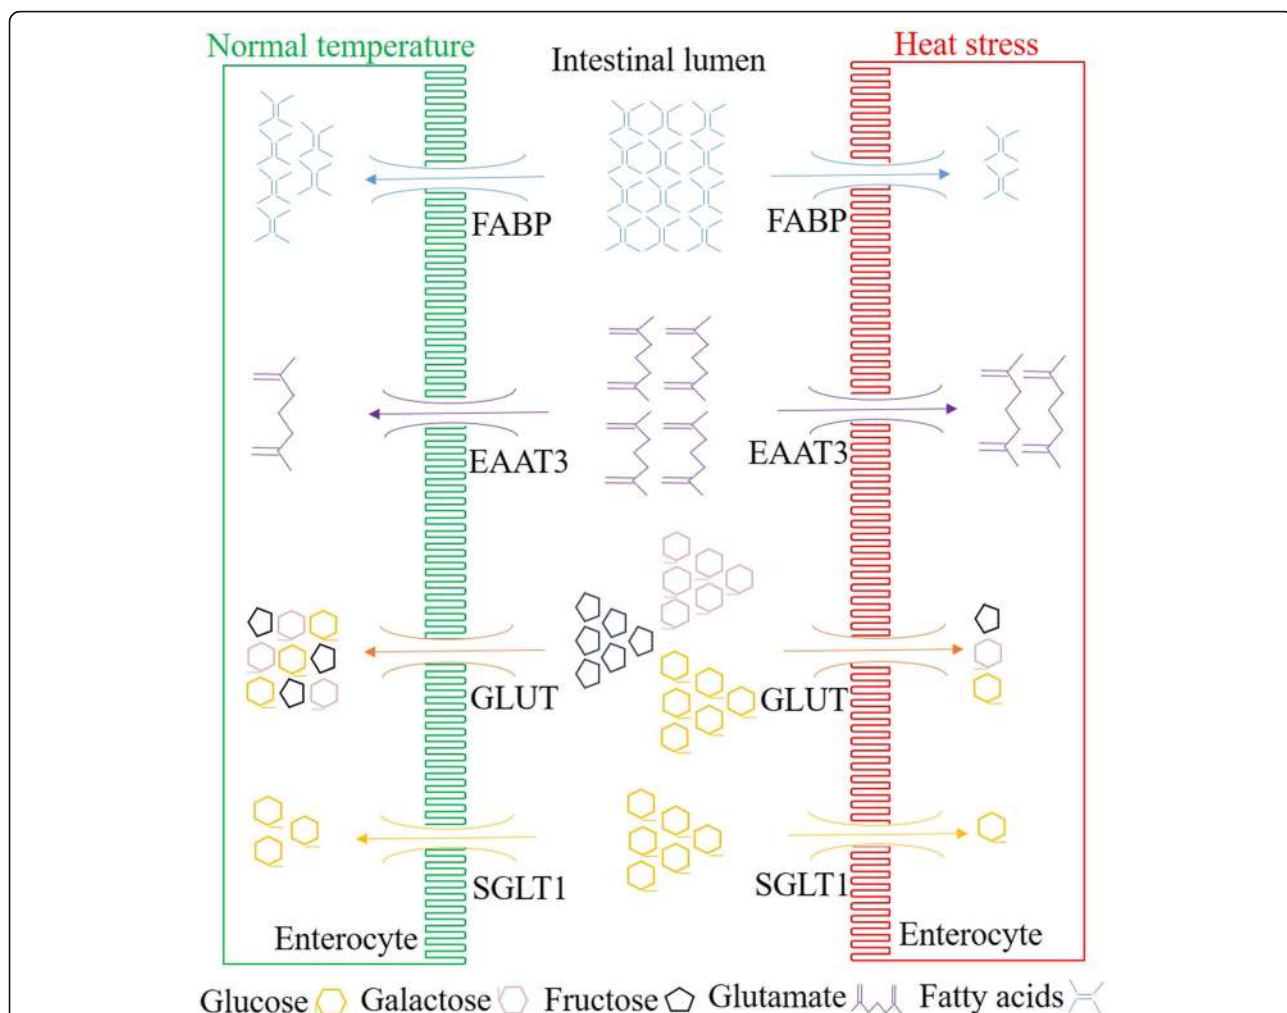 Normal temperature
Intestinal lumen
Heat stress
FABP
FABP
EAAT3
EAAT3
GLUT
GLUT
SGLT1
SGLT1
Enterocyte
Enterocyte
Glucose Galactose Fructose Glutamate Fatty acids